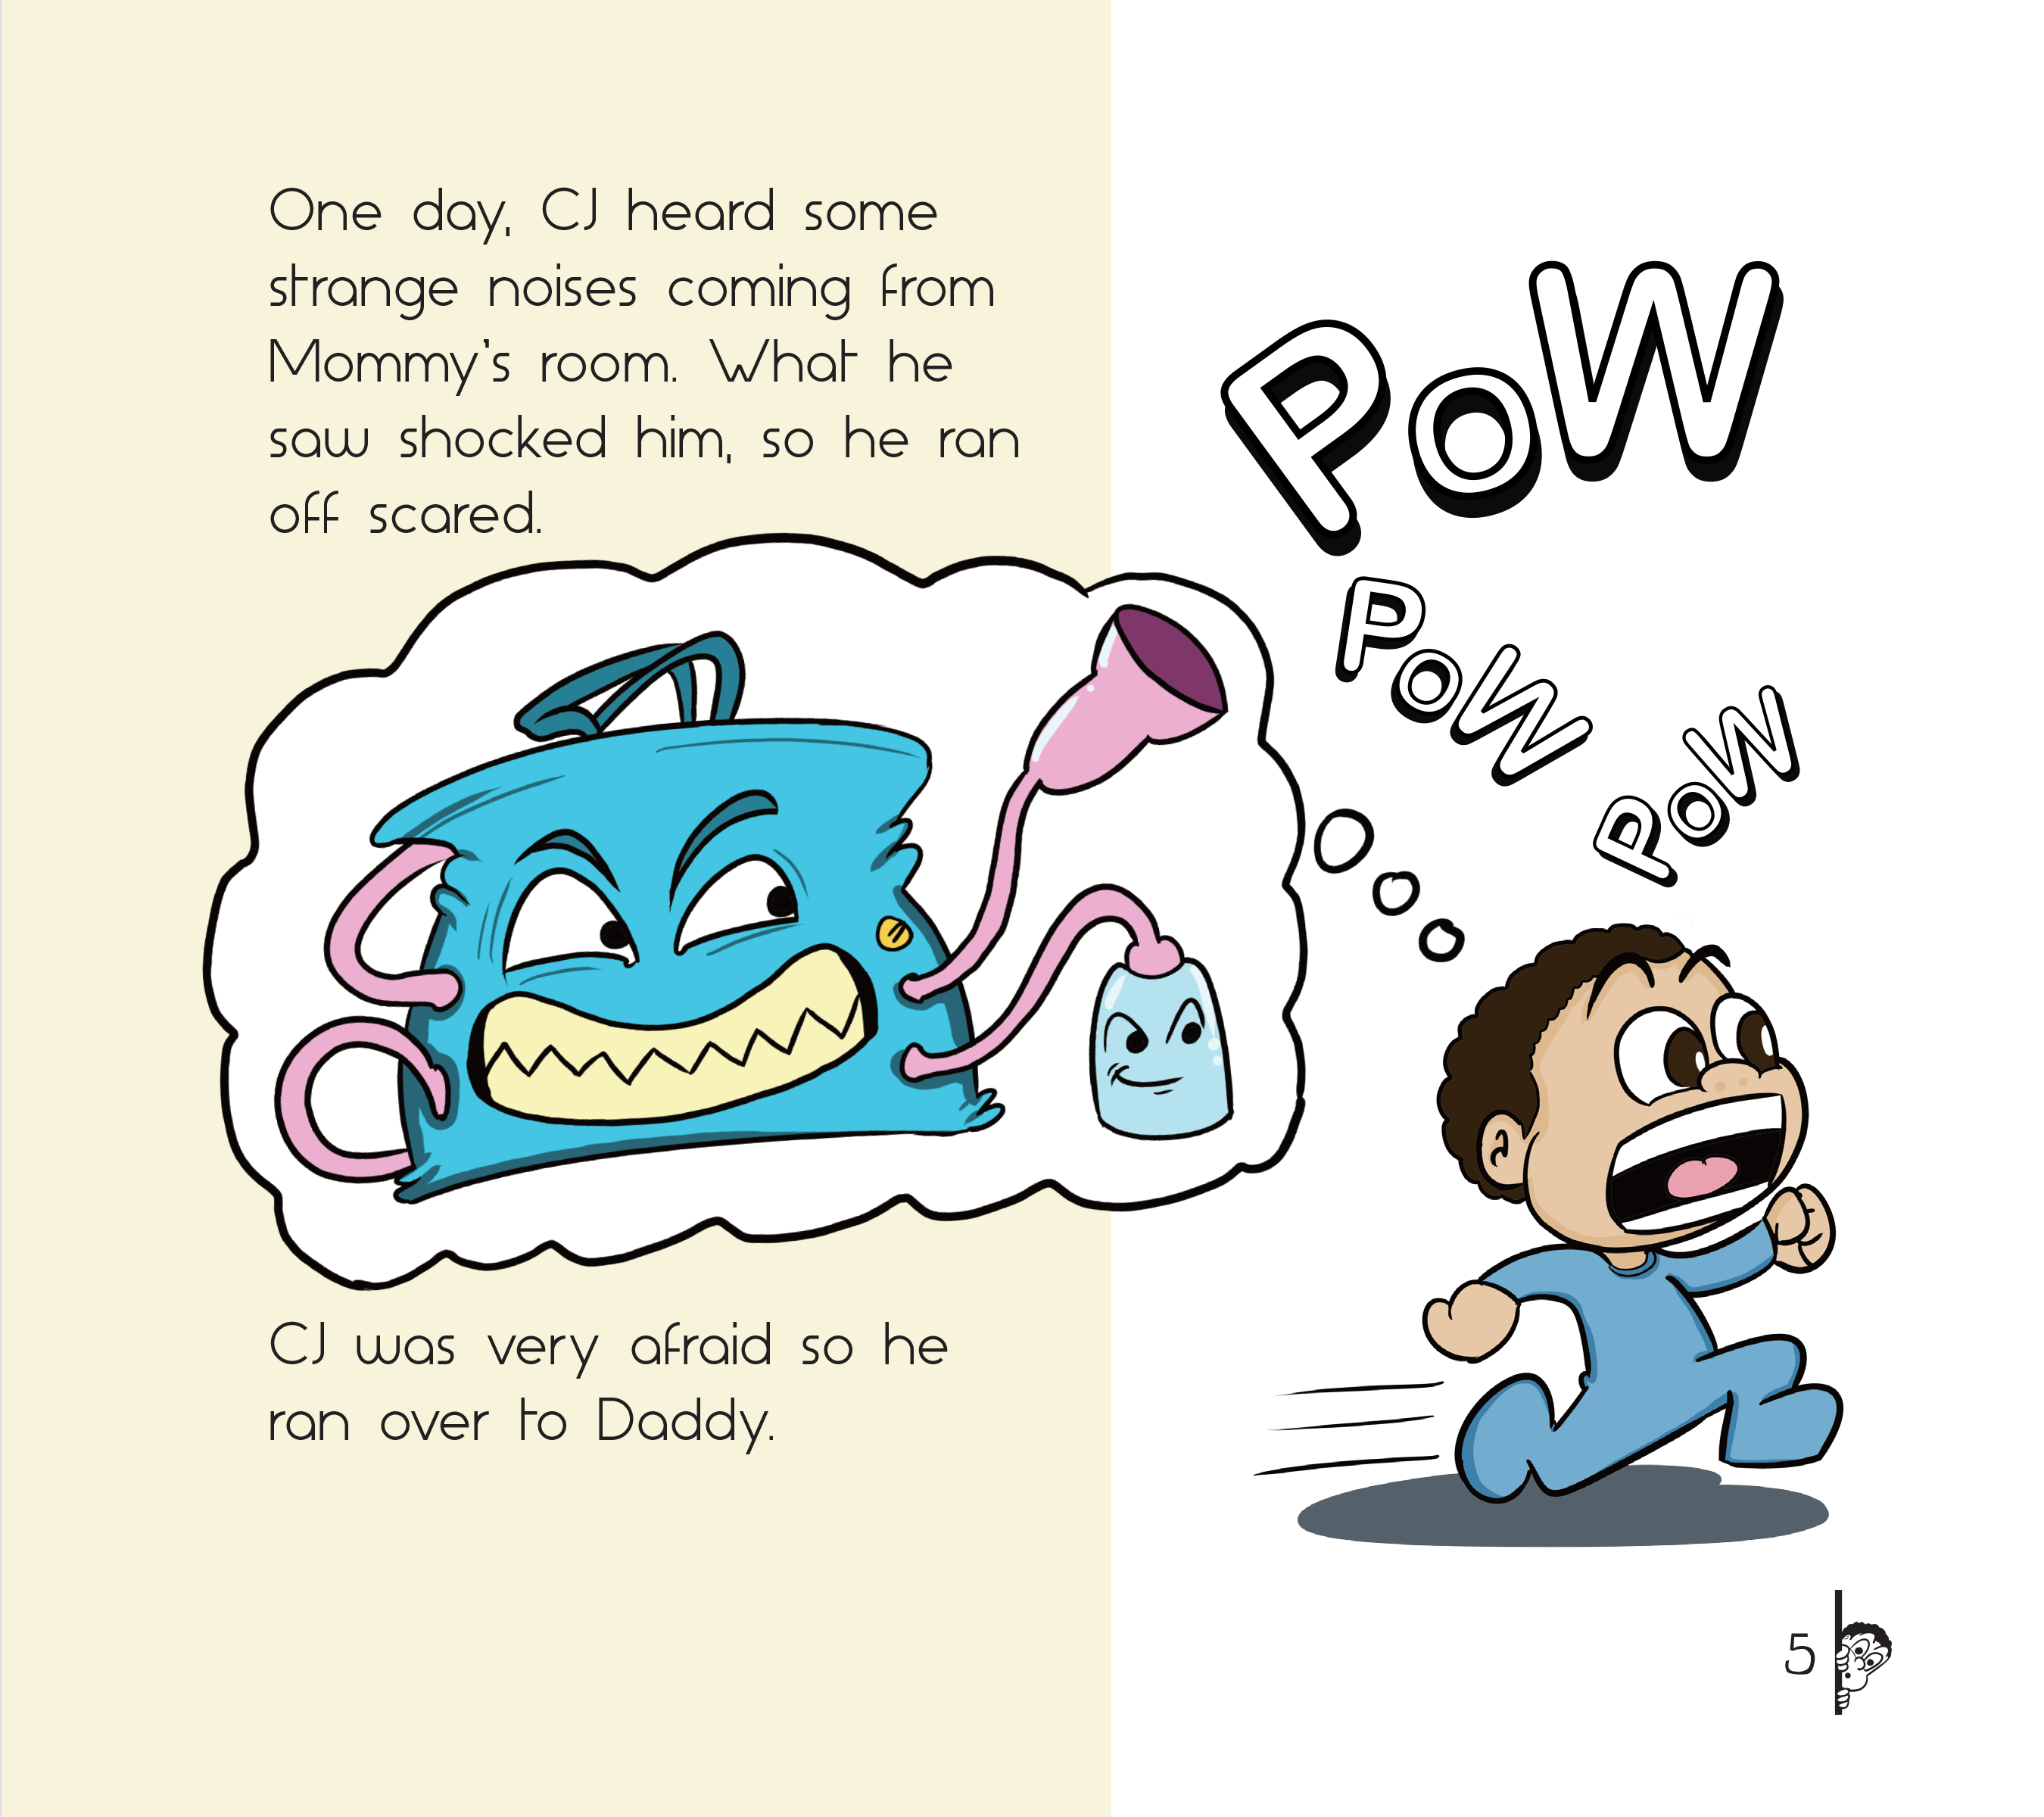 One day, CJ heard some
strange noises coming from
Mommy's room. What he
saw shocked him, so he ran
off scared.
POW
POW
POW
CJ was very afraid so he
ran over to Daddy.
5